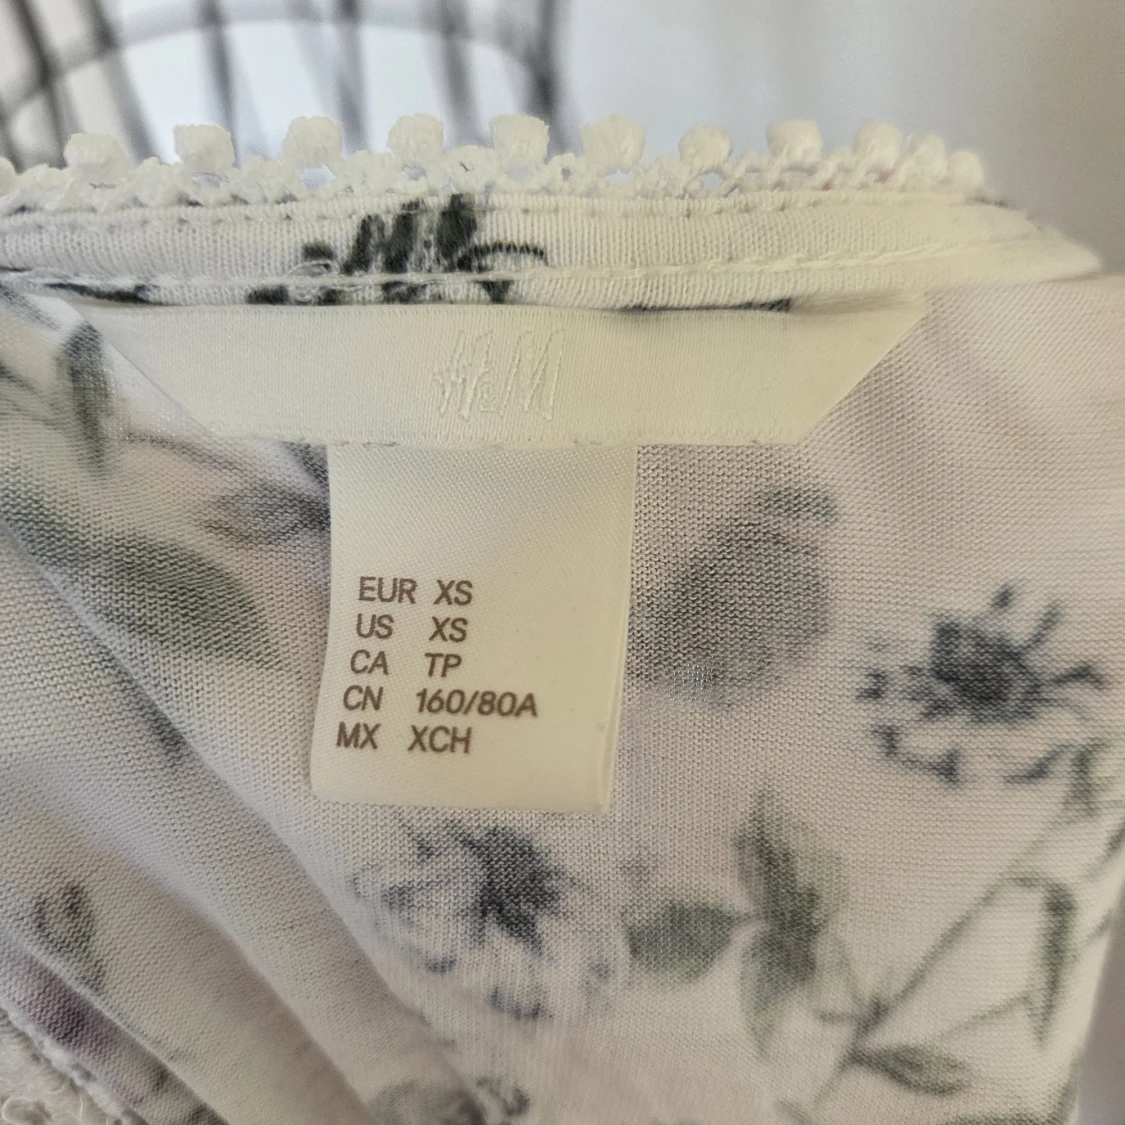 H&M
EUR XS
US XS
CA TP
CN 160/80A
MX XCH